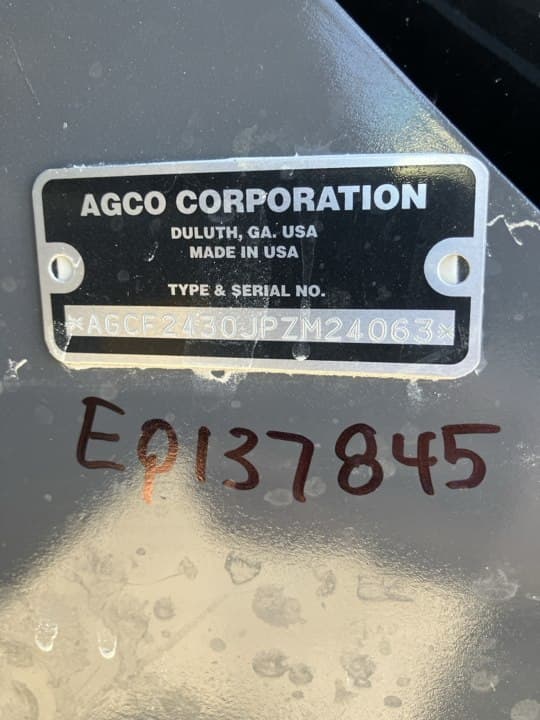 AGCO CORPORATION
DULUTH, GA. USA
MADE IN USA
TYPE & SERIAL NO.
*AGCF2430JPZM24063*
EQ137845